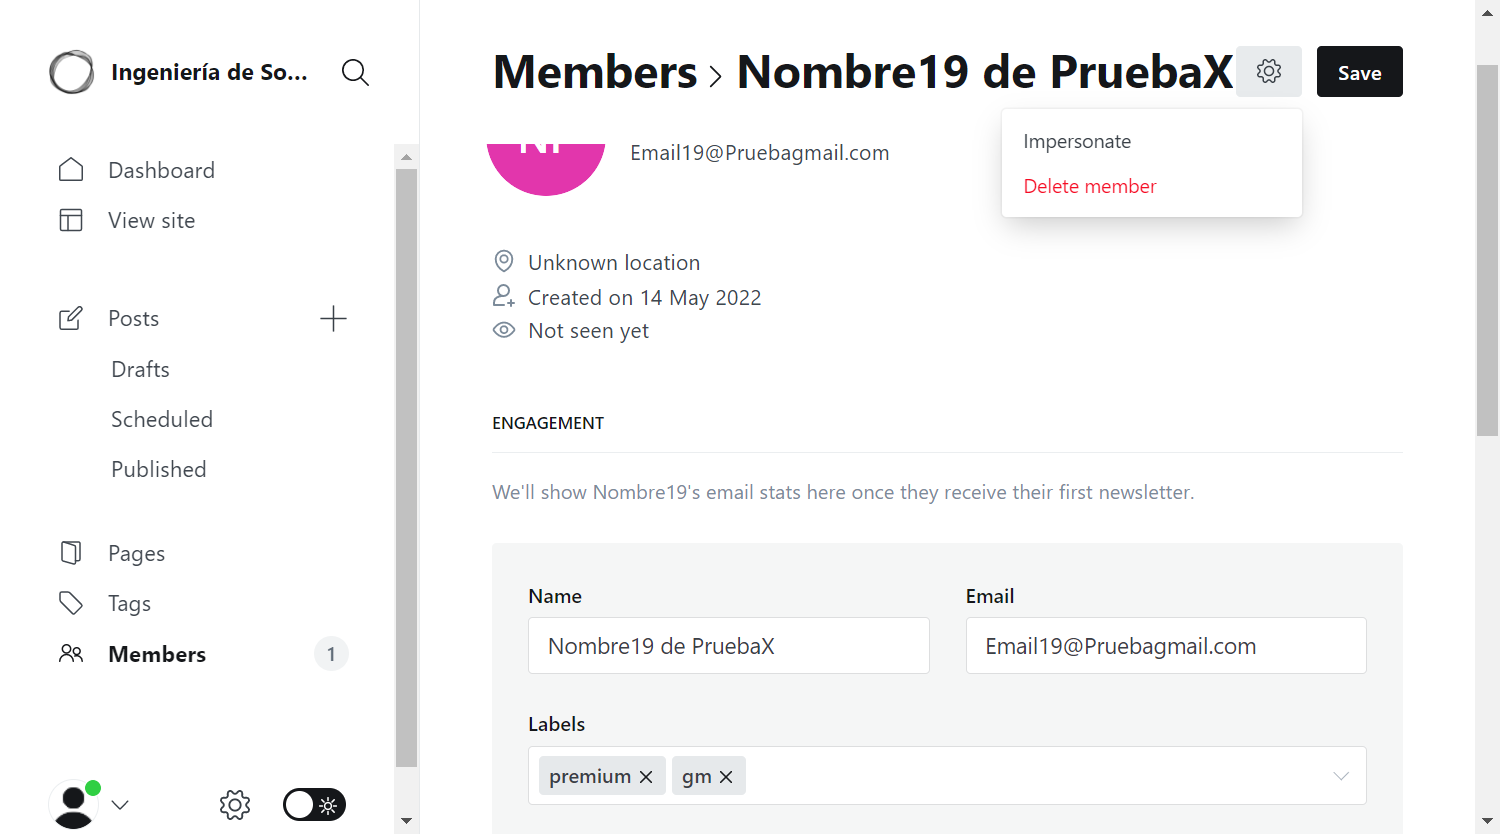 Ingeniería de So...
Dashboard
View site
Posts
Drafts
Scheduled
Published
Pages
Tags
Members 1
Members > Nombre19 de PruebaX
Save
Impersonate
Delete member
Email19@Pruebagmail.com
Unknown location
Created on 14 May 2022
Not seen yet
ENGAGEMENT
We'll show Nombre19's email stats here once they receive their first newsletter.
Name
Nombre19 de PruebaX
Email
Email19@Pruebagmail.com
Labels
premium × gm ×